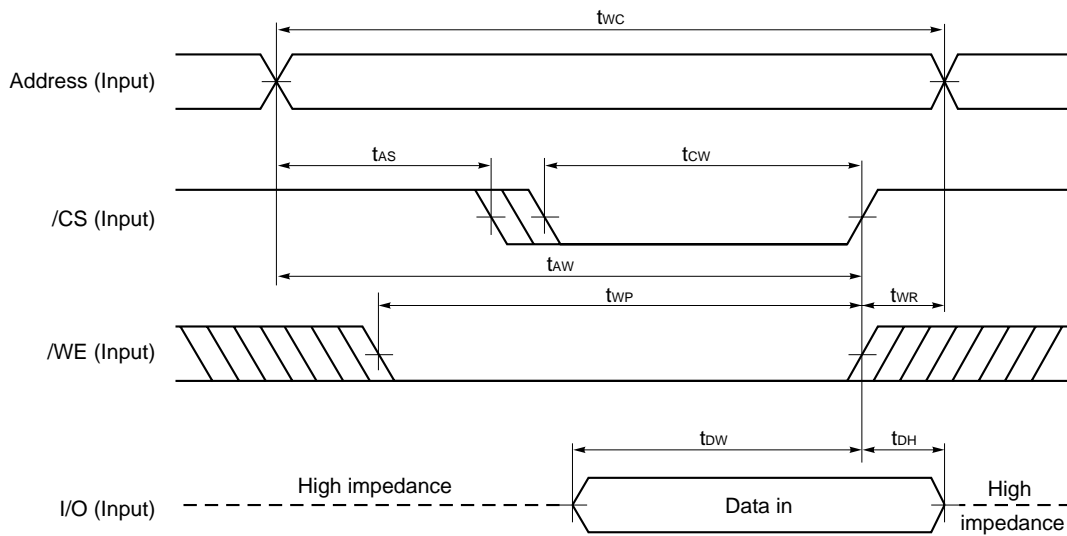 tWC
Address (Input)
tAS
tCW
/CS (Input)
tAW
tWP
tWR
/WE (Input)
tDW
tDH
High impedance
I/O (Input)
Data in
High
impedance